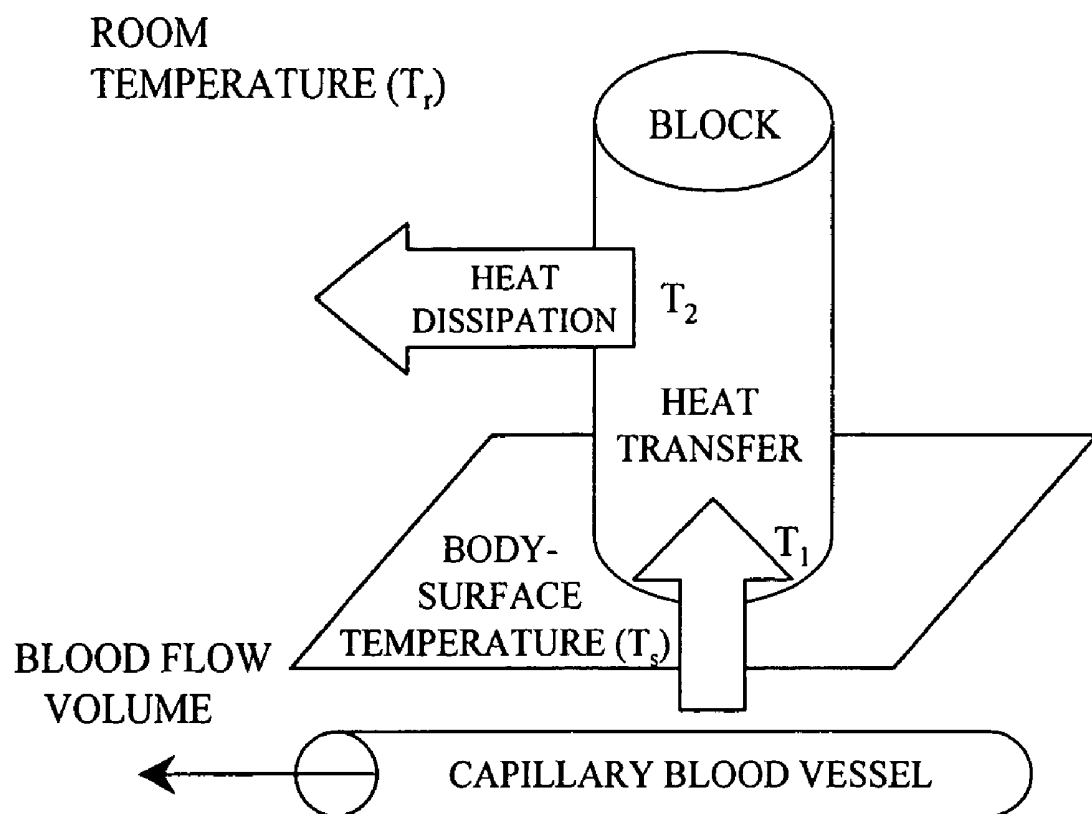 ROOM
TEMPERATURE (Tr)
BLOCK
HEAT
DISSIPATION
T2
HEAT
TRANSFER
T1
BODY-
SURFACE
TEMPERATURE (Ts)
BLOOD FLOW
VOLUME
CAPILLARY BLOOD VESSEL